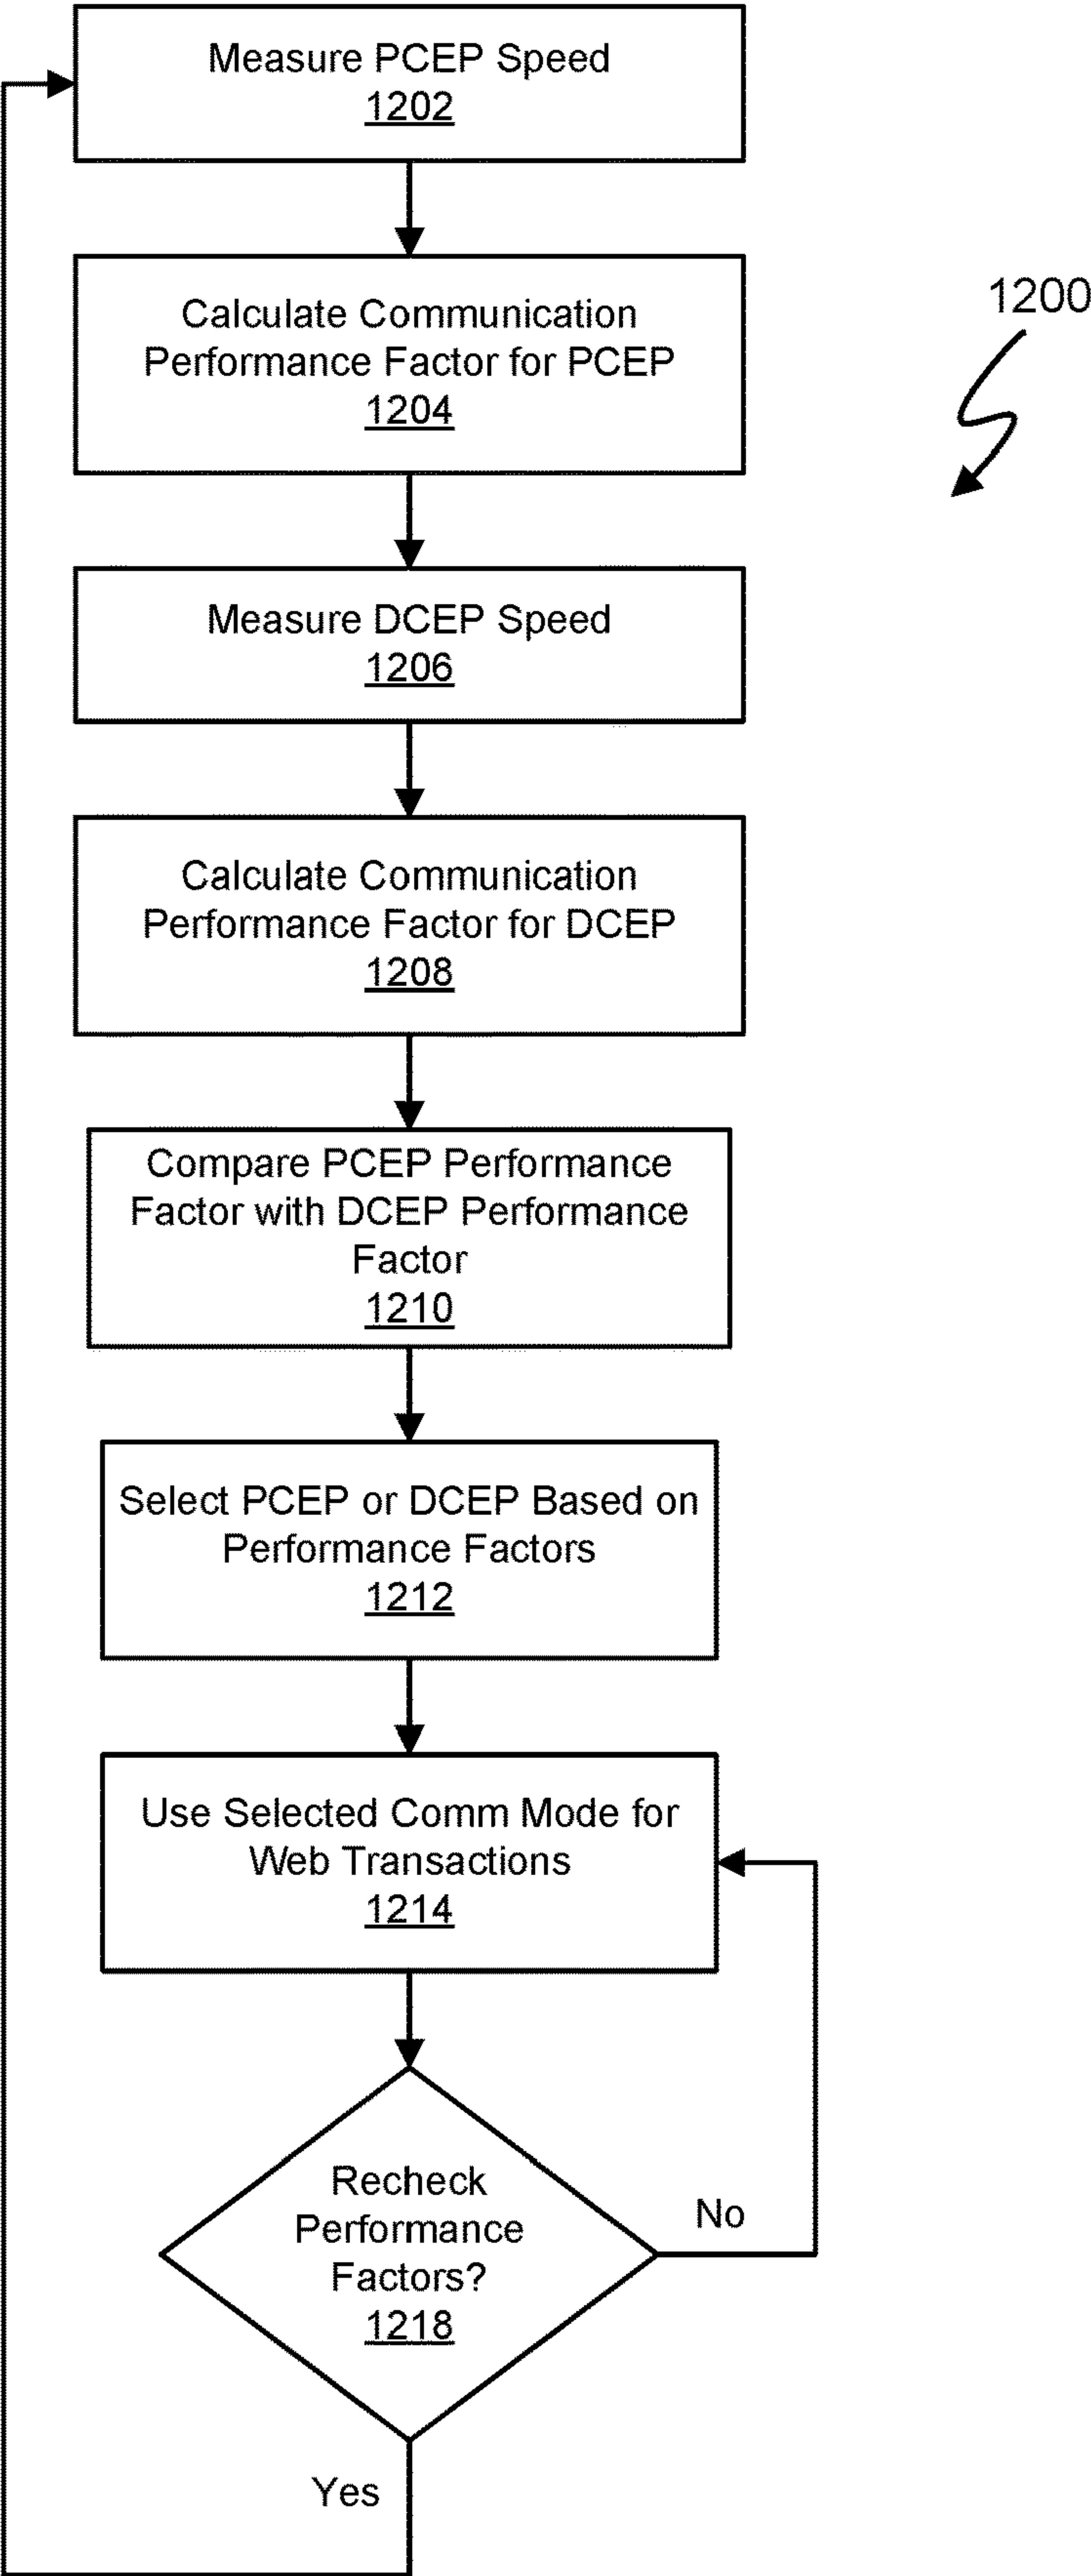 Measure PCEP Speed
1202
Calculate Communication
Performance Factor for PCEP
1204
1200
Measure DCEP Speed
1206
Calculate Communication
Performance Factor for DCEP
1208
Compare PCEP Performance
Factor with DCEP Performance
Factor
1210
Select PCEP or DCEP Based on
Performance Factors
1212
Use Selected Comm Mode for
Web Transactions
1214
Recheck
Performance
Factors?
1218
No
Yes